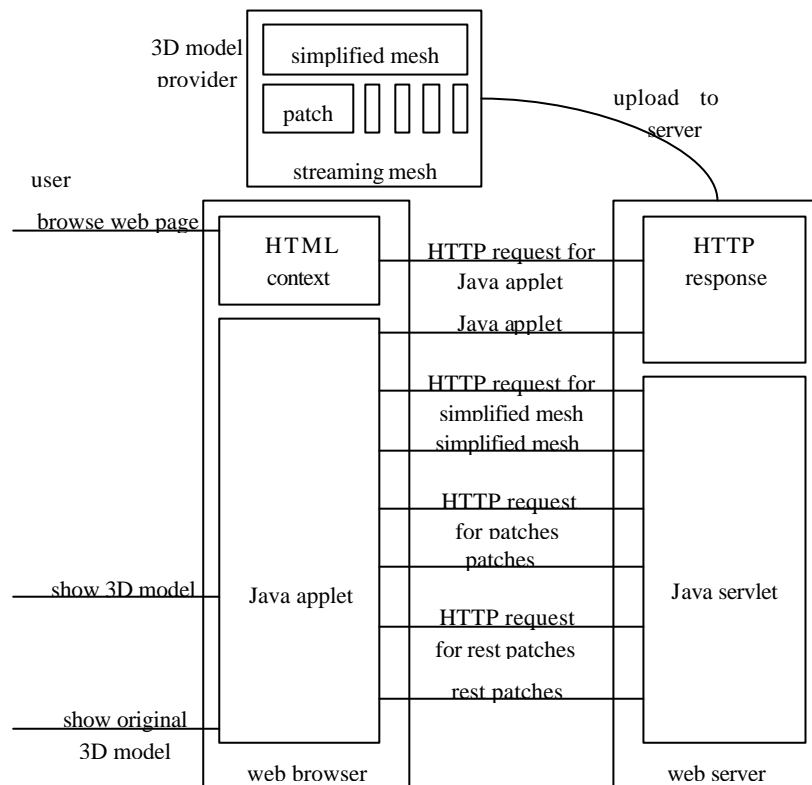 3D model
provider
simplified mesh
patch
streaming mesh
upload to
server
user
browse web page
HTML
context
HTTP request for
Java applet
HTTP
response
Java applet
HTTP request for
simplified mesh
simplified mesh
HTTP request
for patches
patches
show 3D model
Java applet
Java servlet
HTTP request
for rest patches
rest patches
show original
3D model
web browser
web server